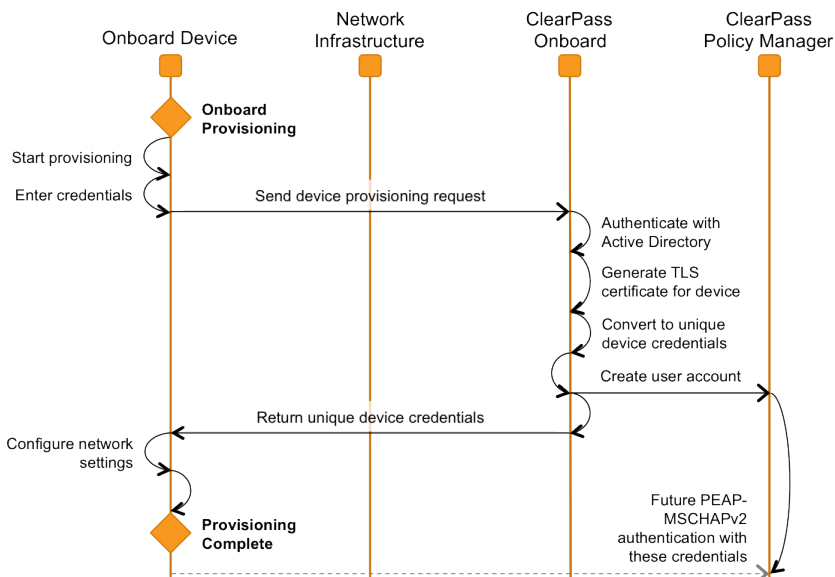 Onboard Device
Network
Infrastructure
ClearPass
Onboard
ClearPass
Policy Manager
Onboard
Provisioning
Start provisioning
Enter credentials
Send device provisioning request
Authenticate with
Active Directory
Generate TLS
certificate for device
Convert to unique
device credentials
Create user account
Return unique device credentials
Configure network
settings
Future PEAP-
MSCHAPv2
authentication with
these credentials
Provisioning
Complete